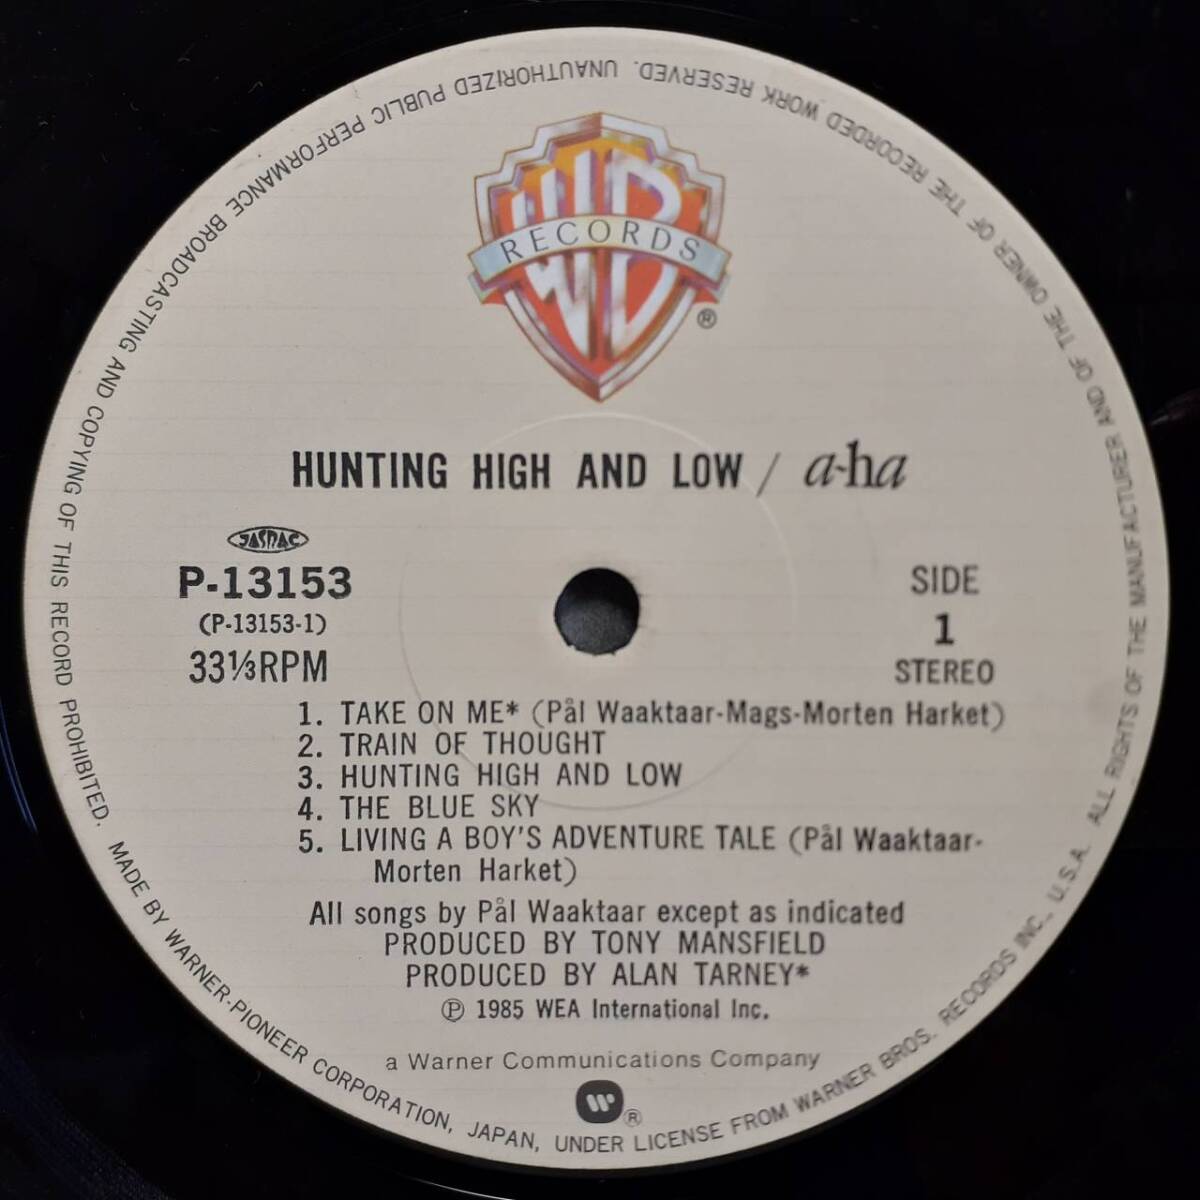 WB
RECORDS
®
HUNTING HIGH AND LOW / a-ha
JASRAC
P-13153
(P-13153-1)
33⅓RPM
SIDE
1
STEREO
1. TAKE ON ME* (Pål Waaktaar-Mags-Morten Harket)
2. TRAIN OF THOUGHT
3. HUNTING HIGH AND LOW
4. THE BLUE SKY
5. LIVING A BOY'S ADVENTURE TALE (Pål Waaktaar-
Morten Harket)
All songs by Pål Waaktaar except as indicated
PRODUCED BY TONY MANSFIELD
PRODUCED BY ALAN TARNEY*
℗ 1985 WEA International Inc.
a Warner Communications Company
®
MADE BY WARNER-PIONEER CORPORATION, JAPAN, UNDER LICENSE FROM WARNER BROS. RECORDS INC., U.S.A. ALL RIGHTS OF THE MANUFACTURER AND OF THE OWNER OF THE RECORDED WORK RESERVED. UNAUTHORIZED PUBLIC PERFORMANCE BROADCASTING AND COPYING OF THIS RECORD PROHIBITED.